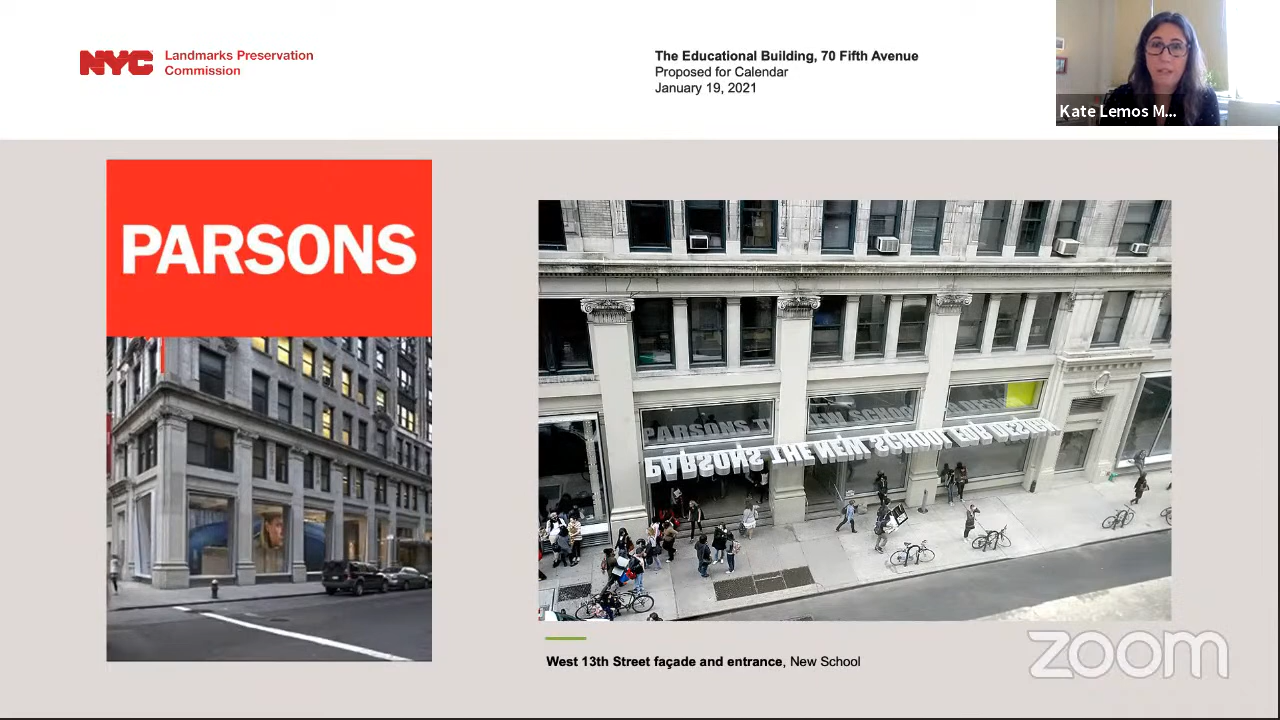 NYC
Landmarks Preservation
Commission
The Educational Building, 70 Fifth Avenue
Proposed for Calendar
January 19, 2021
Kate Lemos M...
PARSONS
PARSONS THE NEW SCHOOL FOR DESIGN
West 13th Street façade and entrance, New School
zoom